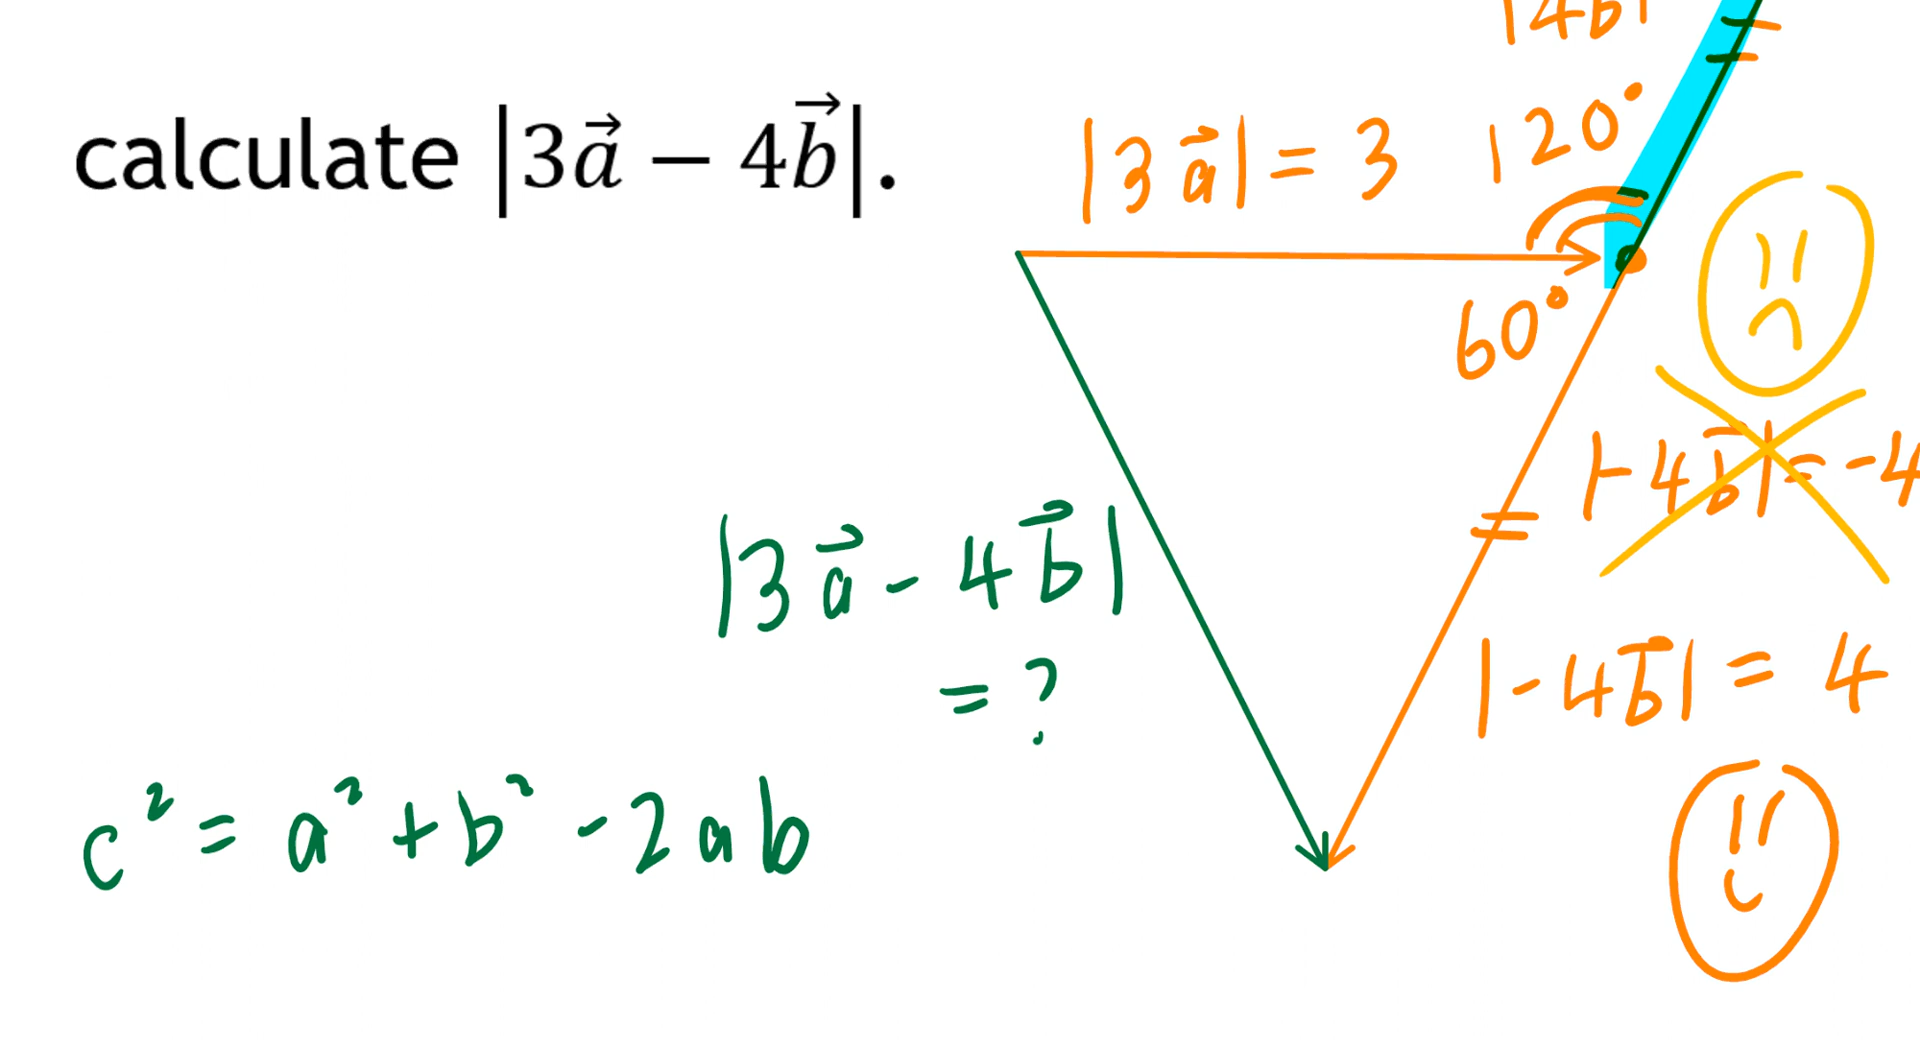 |4b|
calculate |3a⃗ − 4b⃗|.
|3a⃗| = 3
120°
60°
|-4b⃗| = -4
|3a⃗ - 4b⃗|
= ?
|-4b⃗| = 4
c² = a² + b² - 2ab